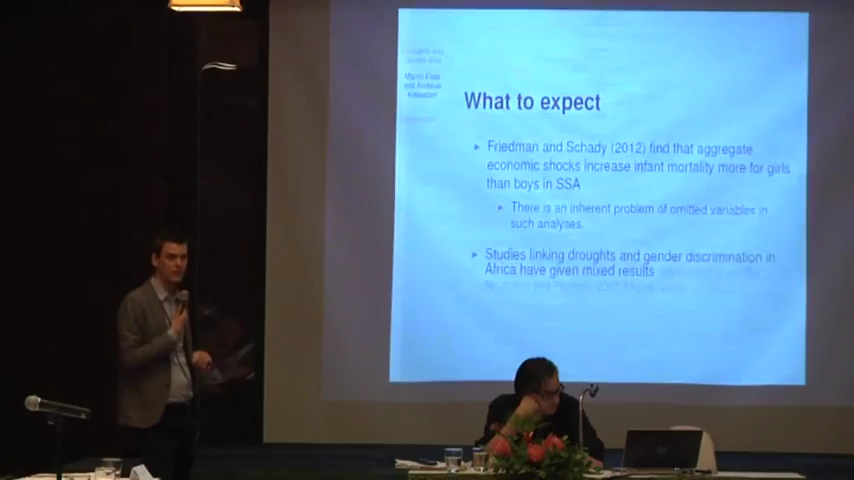 What to expect
Friedman and Schady (2012) find that aggregate
economic shocks increase infant mortality more for girls
than boys in SSA
There is an inherent problem of omitted variables in
such analyses.
Studies linking droughts and gender discrimination in
Africa have given mixed results